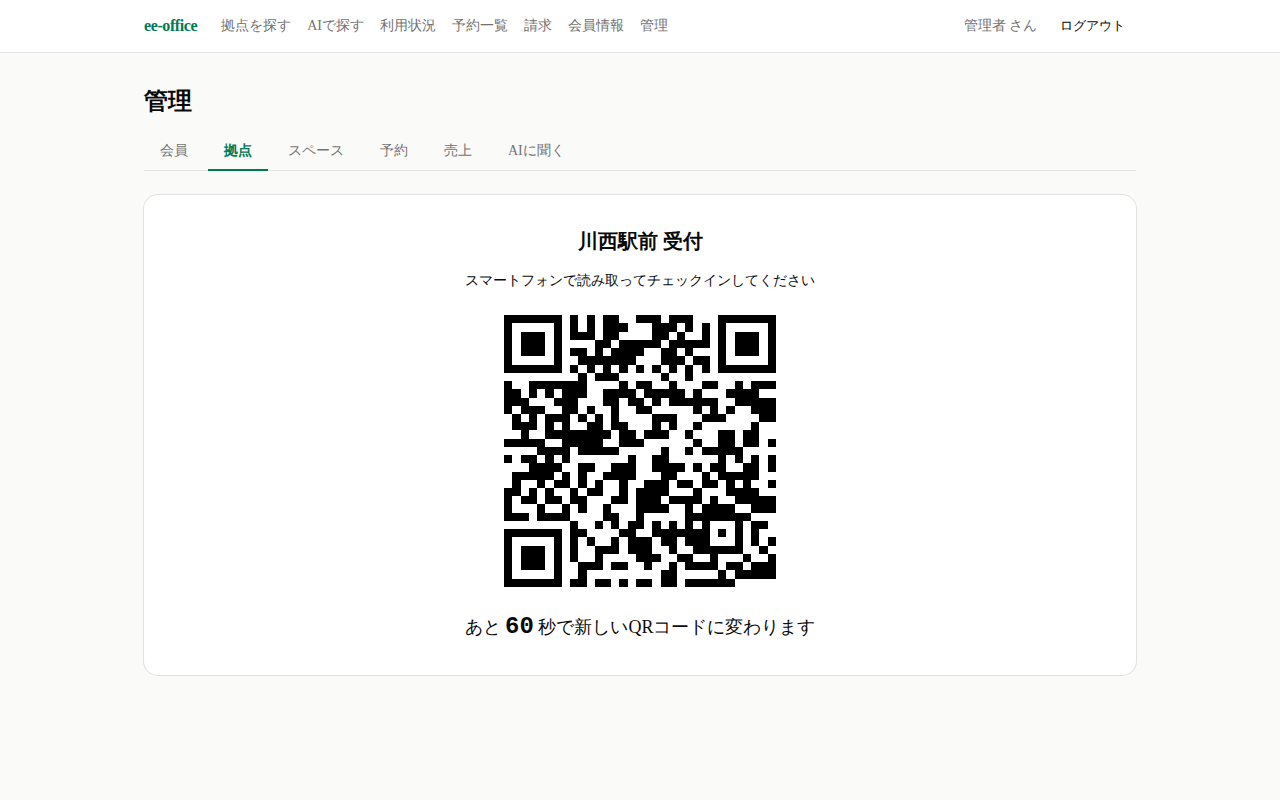 ee-office 拠点を探す AIで探す 利用状況 予約一覧 請求 会員情報 管理 管理者 さん ログアウト
管理
会員 拠点 スペース 予約 売上 AIに聞く
川西駅前 受付
スマートフォンで読み取ってチェックインしてください
あと 60 秒で新しいQRコードに変わります